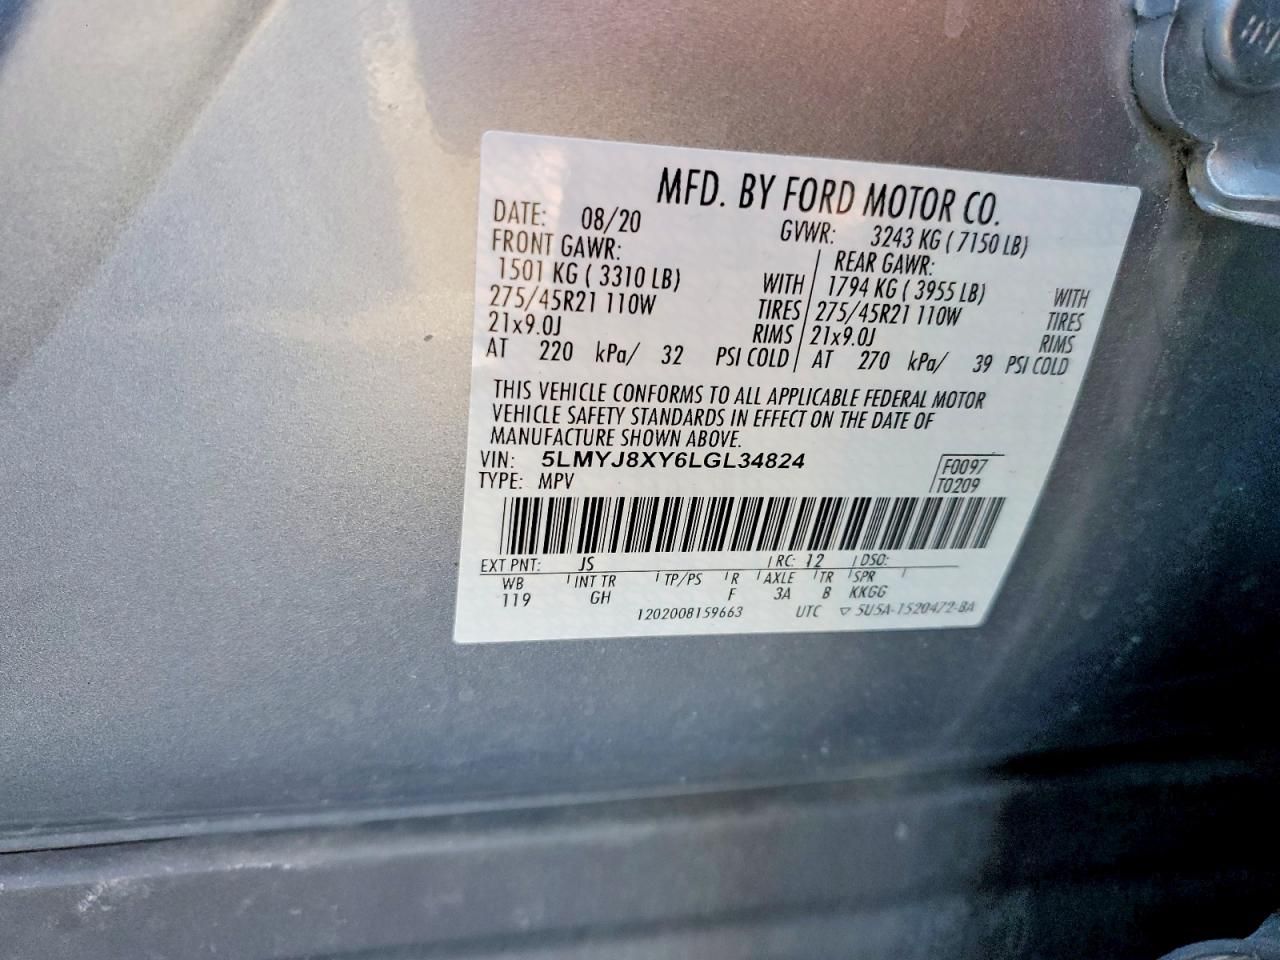 MFD. BY FORD MOTOR CO.
DATE: 08/20 GVWR: 3243 KG ( 7150 LB)
FRONT GAWR: REAR GAWR:
1501 KG ( 3310 LB) WITH 1794 KG ( 3955 LB) WITH
275/45R21 110W TIRES 275/45R21 110W TIRES
21x9.0J RIMS 21x9.0J RIMS
AT 220 kPa/ 32 PSI COLD AT 270 kPa/ 39 PSI COLD
THIS VEHICLE CONFORMS TO ALL APPLICABLE FEDERAL MOTOR
VEHICLE SAFETY STANDARDS IN EFFECT ON THE DATE OF
MANUFACTURE SHOWN ABOVE.
VIN: 5LMYJ8XY6LGL34824 F0097
TYPE: MPV T0209
EXT PNT: JS RC: 12 DSO:
WB INT TR TP/PS R AXLE TR SPR
119 GH F 3A B KKGG
1202008159663 UTC ▽ 5U5A-1520472-BA